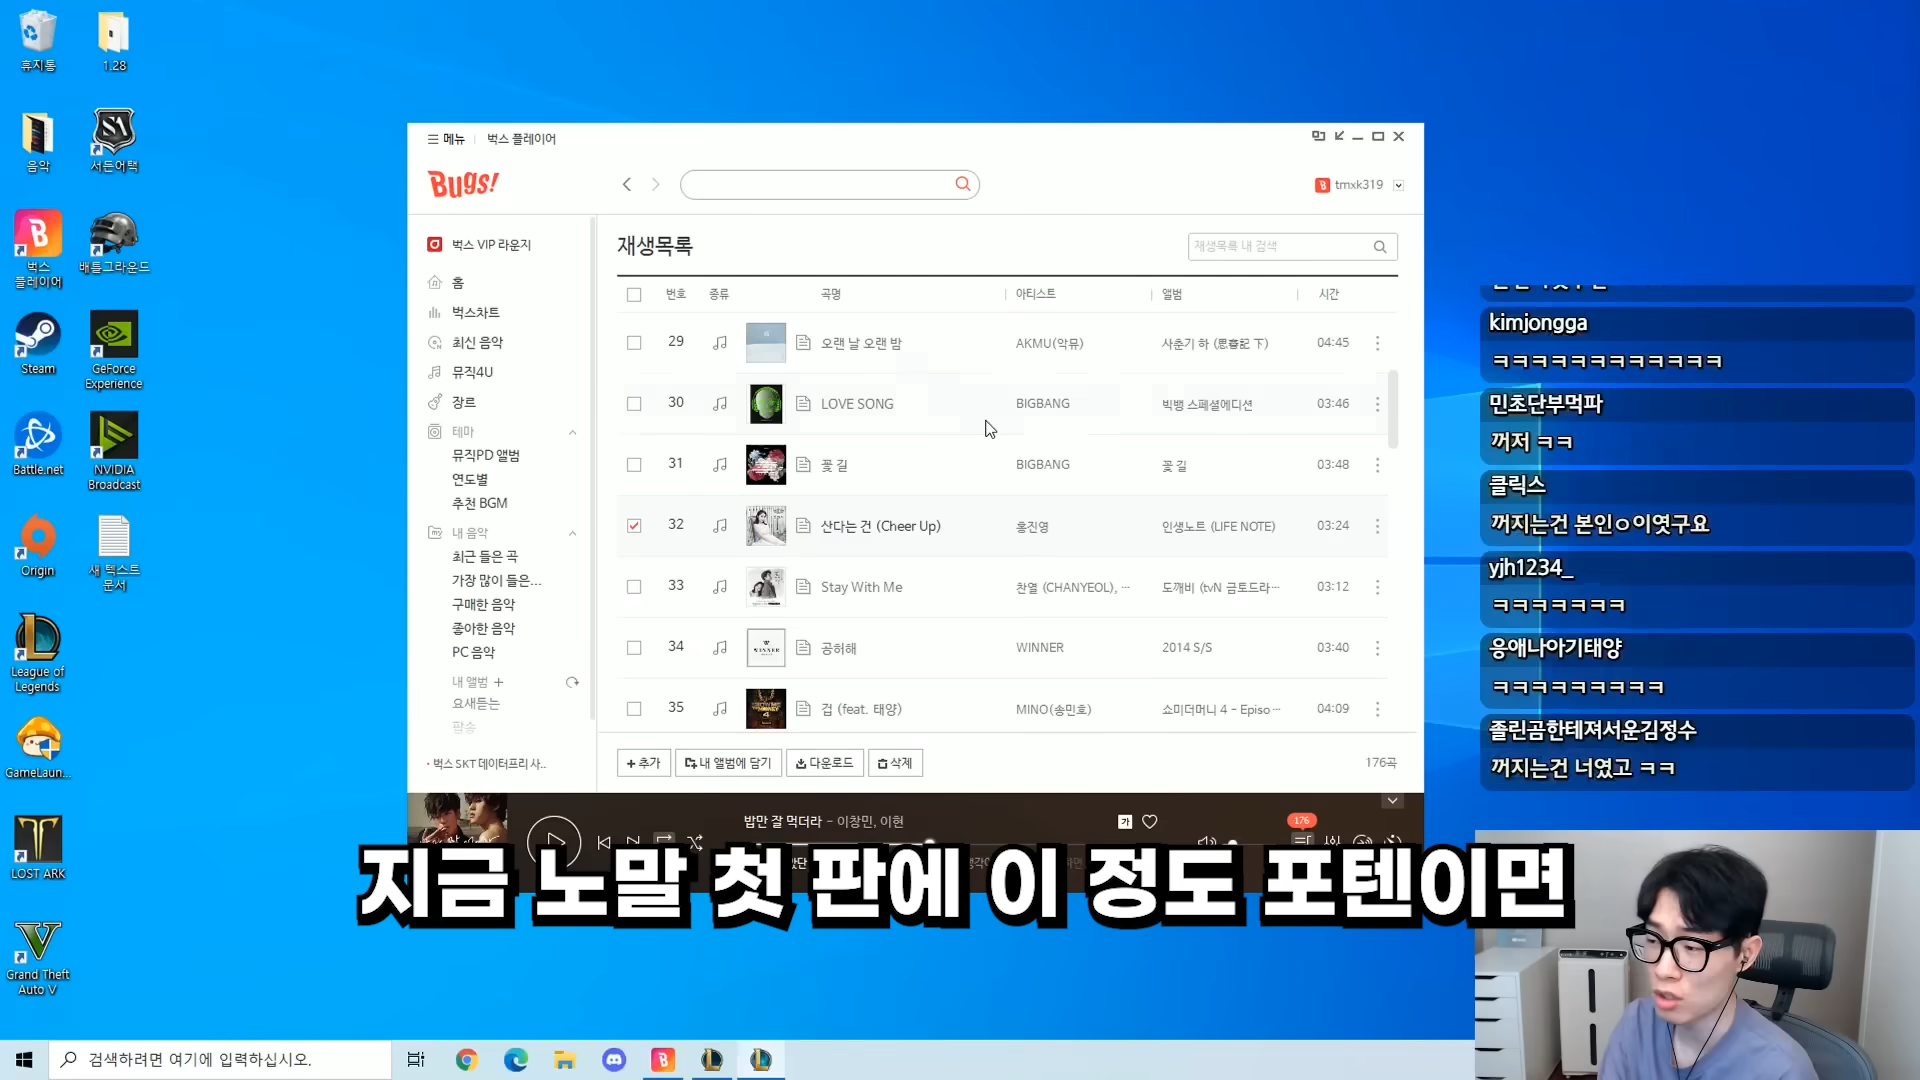 휴지통
1.28
음악
서든어택
벅스 플레이어
배틀그라운드
Steam
GeForce Experience
Battle.net
NVIDIA Broadcast
Origin
새 텍스트 문서
League of Legends
GameLaun...
LOST ARK
Grand Theft Auto V
메뉴
벅스 플레이어
Bugs!
tmxk319
벅스 VIP 라운지
홈
벅스차트
최신 음악
뮤직4U
장르
테마
뮤직PD 앨범
연도별
추천 BGM
내 음악
최근 들은 곡
가장 많이 들은...
구매한 음악
좋아한 음악
PC 음악
내 앨범 +
요새듣는
팝송
· 벅스 SKT 데이터프리 사..
재생목록
재생목록 내 검색
번호 종류 곡명 아티스트 앨범 시간
29 오랜 날 오랜 밤 AKMU(악뮤) 사춘기 하 (思春記 下) 04:45
30 LOVE SONG BIGBANG 빅뱅 스페셜에디션 03:46
31 꽃 길 BIGBANG 꽃 길 03:48
32 산다는 건 (Cheer Up) 홍진영 인생노트 (LIFE NOTE) 03:24
33 Stay With Me 찬열 (CHANYEOL), ··· 도깨비 (tvN 금토드라··· 03:12
34 공허해 WINNER 2014 S/S 03:40
35 겁 (feat. 태양) MINO(송민호) 쇼미더머니 4 - Episo··· 04:09
+ 추가 내 앨범에 담기 다운로드 삭제 176곡
밥만 잘 먹더라 - 이창민, 이현
가
176
지금 노말 첫 판에 이 정도 포텐이면
kimjongga
ㅋㅋㅋㅋㅋㅋㅋㅋㅋㅋㅋㅋ
민초단부먹파
꺼져 ㅋㅋ
클릭스
꺼지는건 본인ㅇ이엿구요
yjh1234_
ㅋㅋㅋㅋㅋㅋㅋ
응애나아기태양
ㅋㅋㅋㅋㅋㅋㅋㅋㅋ
졸린곰한테져서운김정수
꺼지는건 너였고 ㅋㅋ
검색하려면 여기에 입력하십시오.